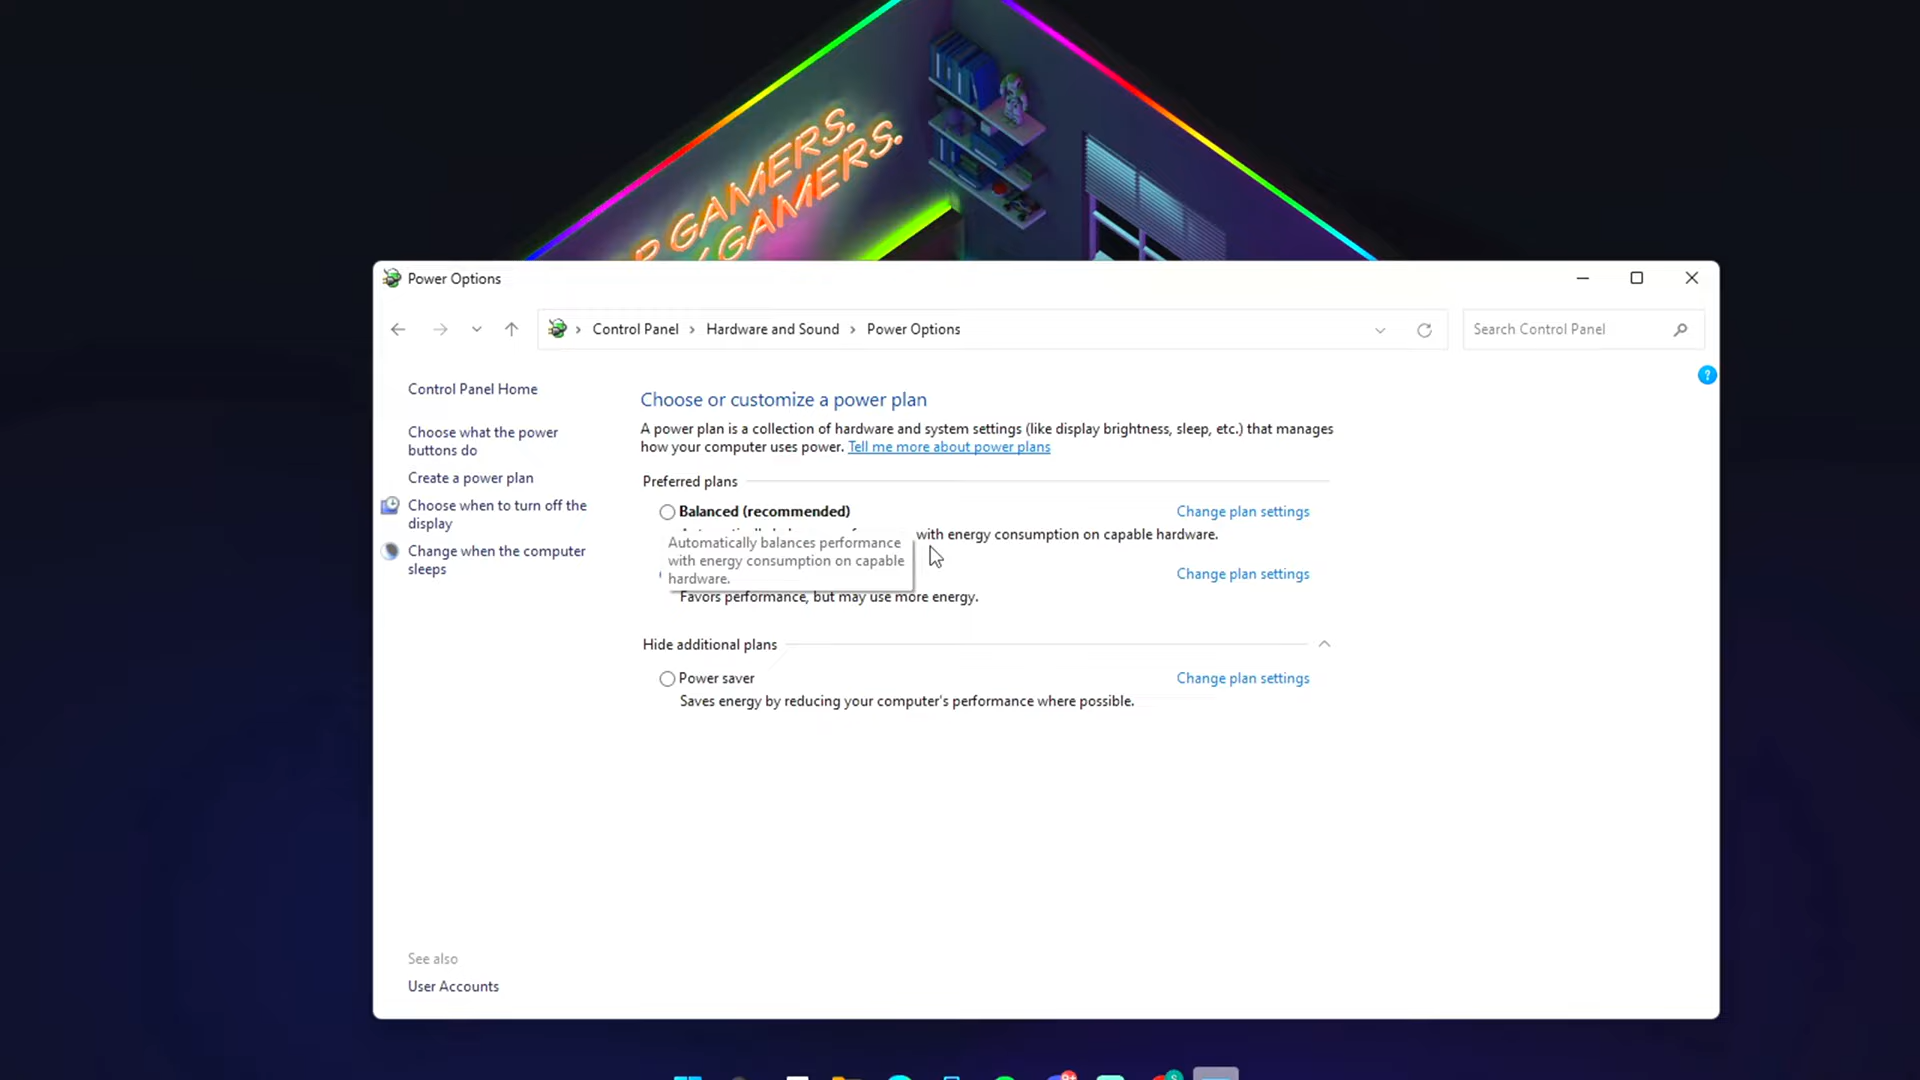 GAMERS.
GAMERS.
Power Options
Control Panel
Hardware and Sound
Power Options
Search Control Panel
?
Control Panel Home
Choose what the power
buttons do
Create a power plan
Choose when to turn off the
display
Change when the computer
sleeps
Choose or customize a power plan
A power plan is a collection of hardware and system settings (like display brightness, sleep, etc.) that manages
how your computer uses power. Tell me more about power plans
Preferred plans
Balanced (recommended)
Change plan settings
with energy consumption on capable hardware.
Automatically balances performance
with energy consumption on capable
hardware.
Change plan settings
Favors performance, but may use more energy.
Hide additional plans
Power saver
Change plan settings
Saves energy by reducing your computer's performance where possible.
See also
User Accounts